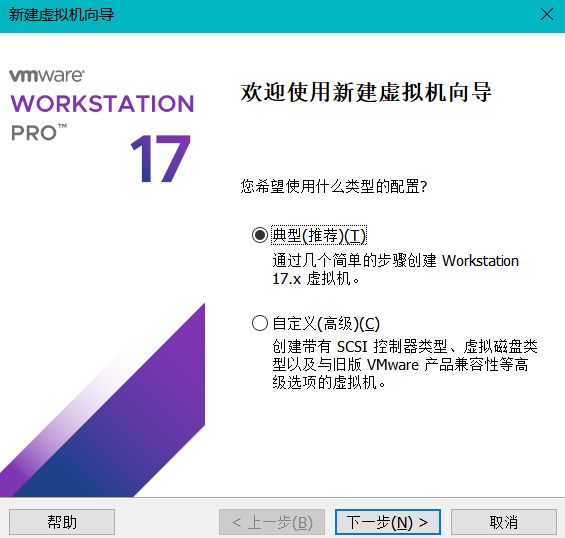 新建虚拟机向导
vmware®
WORKSTATION
PRO™
17
欢迎使用新建虚拟机向导
您希望使用什么类型的配置?
典型(推荐)(T)
通过几个简单的步骤创建 Workstation
17.x 虚拟机。
自定义(高级)(C)
创建带有 SCSI 控制器类型、虚拟磁盘类
型以及与旧版 VMware 产品兼容性等高
级选项的虚拟机。
帮助
< 上一步(B)
下一步(N) >
取消